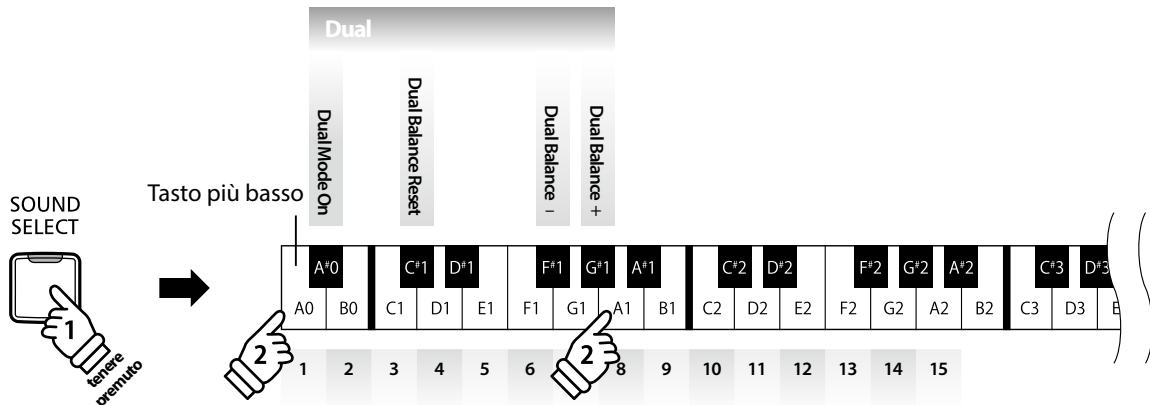 Dual
Dual Mode On
Dual Balance Reset
Dual Balance –
Dual Balance +
Tasto più basso
SOUND
SELECT
A#0 C#1 D#1 F#1 G#1 A#1 C#2 D#2 F#2 G#2 A#2 C#3 D#3
A0 B0 C1 D1 E1 F1 G1 A1 B1 C2 D2 E2 F2 G2 A2 B2 C3 D3
1
tenere
premuto
2 2
1 2 3 4 5 6 8 9 10 11 12 13 14 15